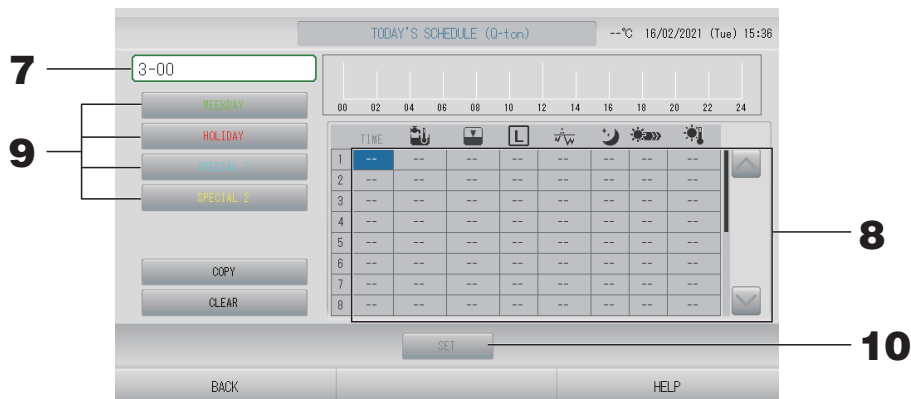 TODAY'S SCHEDULE (Q-ton) --℃ 16/02/2021 (Tue) 15:36
7
3-00
00 02 04 06 08 10 12 14 16 18 20 22 24
9
WEEKDAY
HOLIDAY
SPECIAL 1
SPECIAL 2
COPY
CLEAR
TIME L W
1 -- -- -- -- -- -- -- --
2 -- -- -- -- -- -- -- --
3 -- -- -- -- -- -- -- --
4 -- -- -- -- -- -- -- --
5 -- -- -- -- -- -- -- --
6 -- -- -- -- -- -- -- --
7 -- -- -- -- -- -- -- --
8 -- -- -- -- -- -- -- --
8
SET
10
BACK HELP